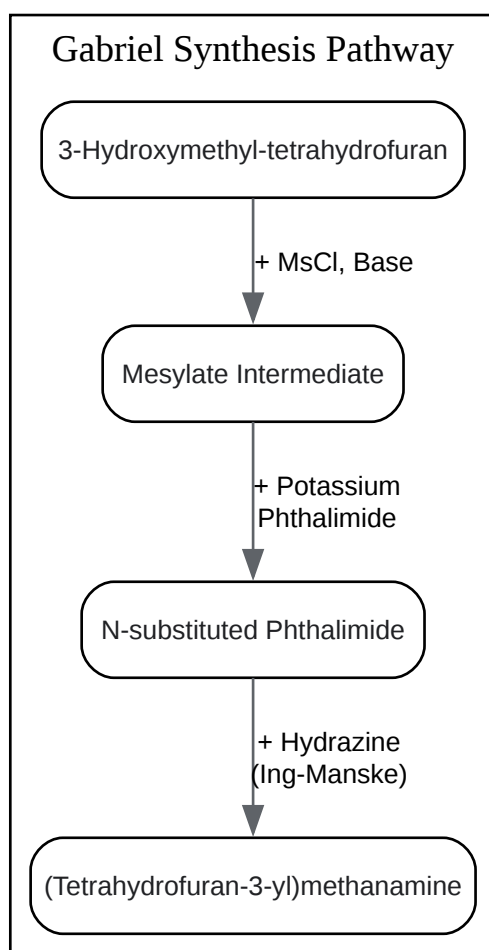 Gabriel Synthesis Pathway
3-Hydroxymethyl-tetrahydrofuran
+ MsCl, Base
Mesylate Intermediate
+ Potassium
Phthalimide
N-substituted Phthalimide
+ Hydrazine
(Ing-Manske)
(Tetrahydrofuran-3-yl)methanamine